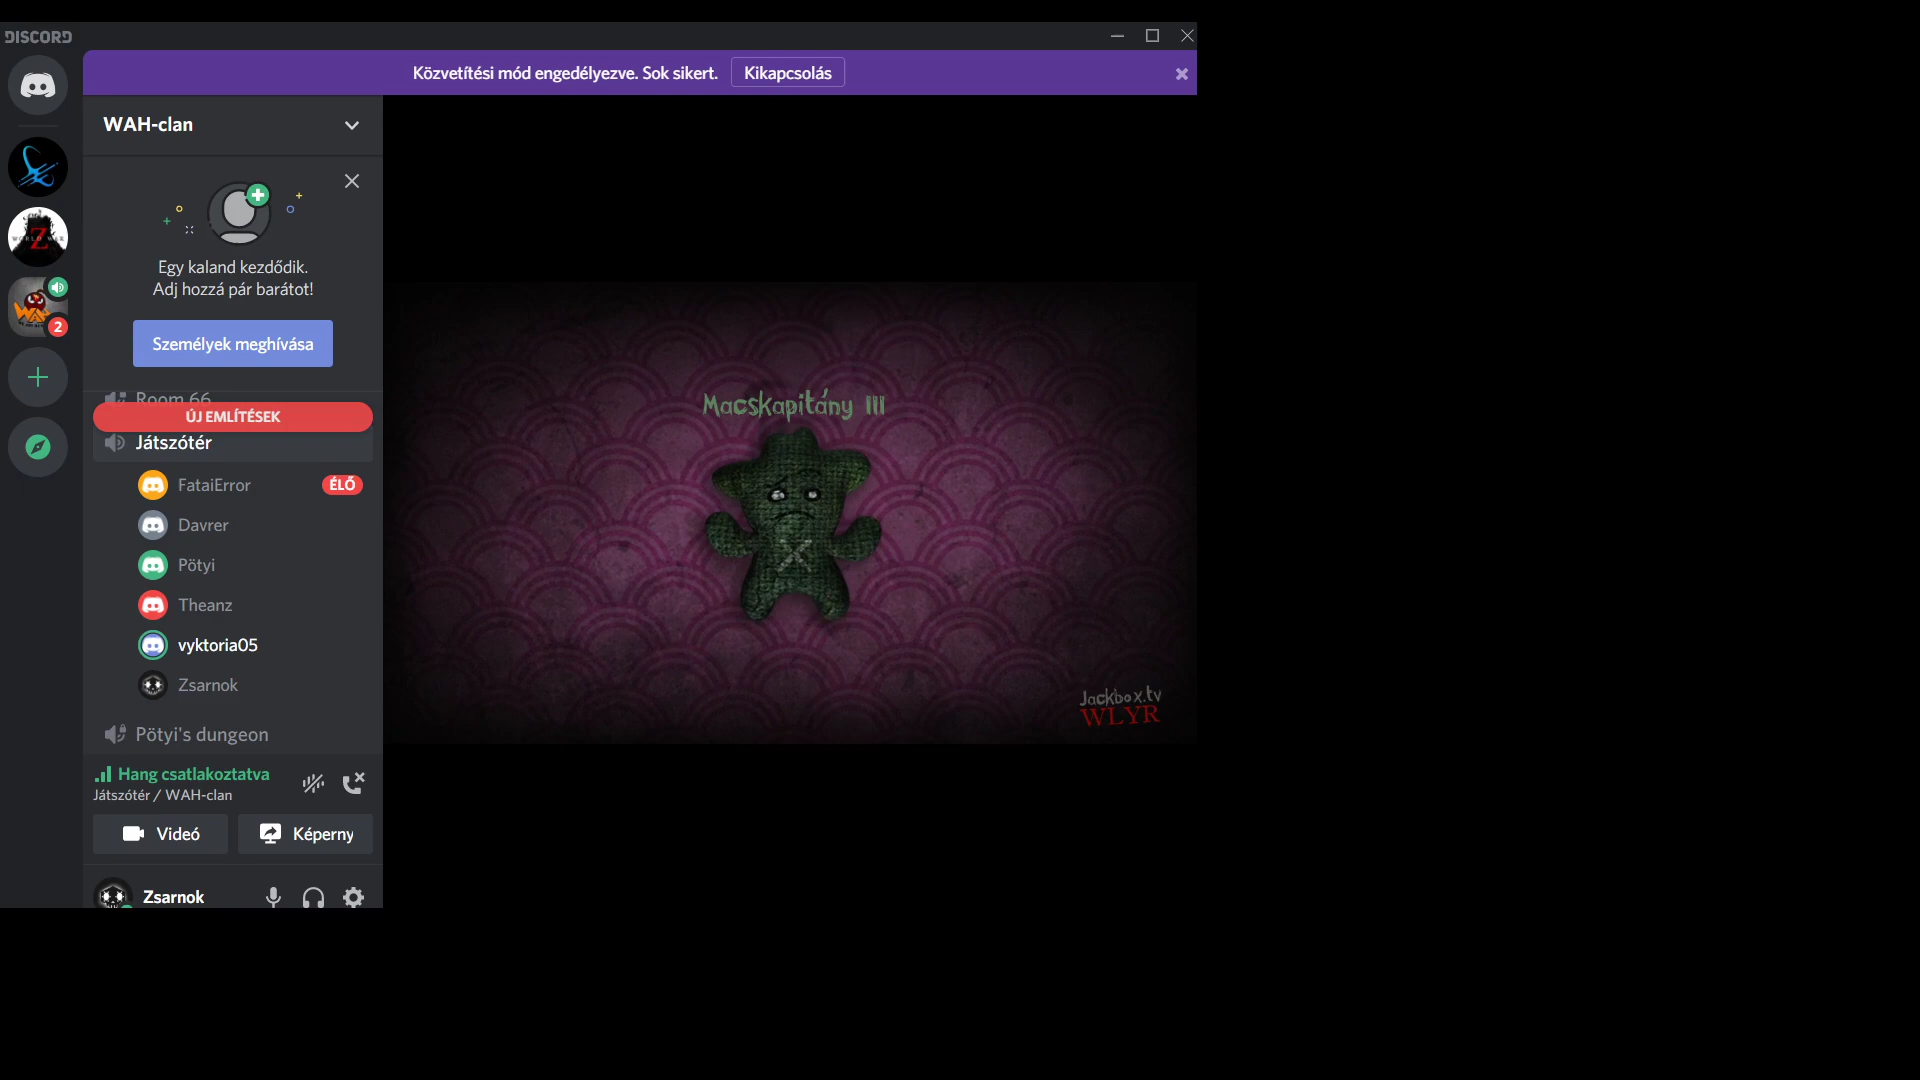 DISCORD
Közvetítési mód engedélyezve. Sok sikert.
Kikapcsolás
WAH-clan
Egy kaland kezdődik.
Adj hozzá pár barátot!
Személyek meghívása
2
Room 66
ÚJ EMLÍTÉSEK
Játszótér
FataiError
ÉLŐ
Davrer
Pötyi
Theanz
vyktoria05
Zsarnok
Pötyi's dungeon
Hang csatlakoztatva
Játszótér / WAH-clan
Videó
Képerny
Zsarnok
Macskapitány III
Jackbox.tv
WLYR